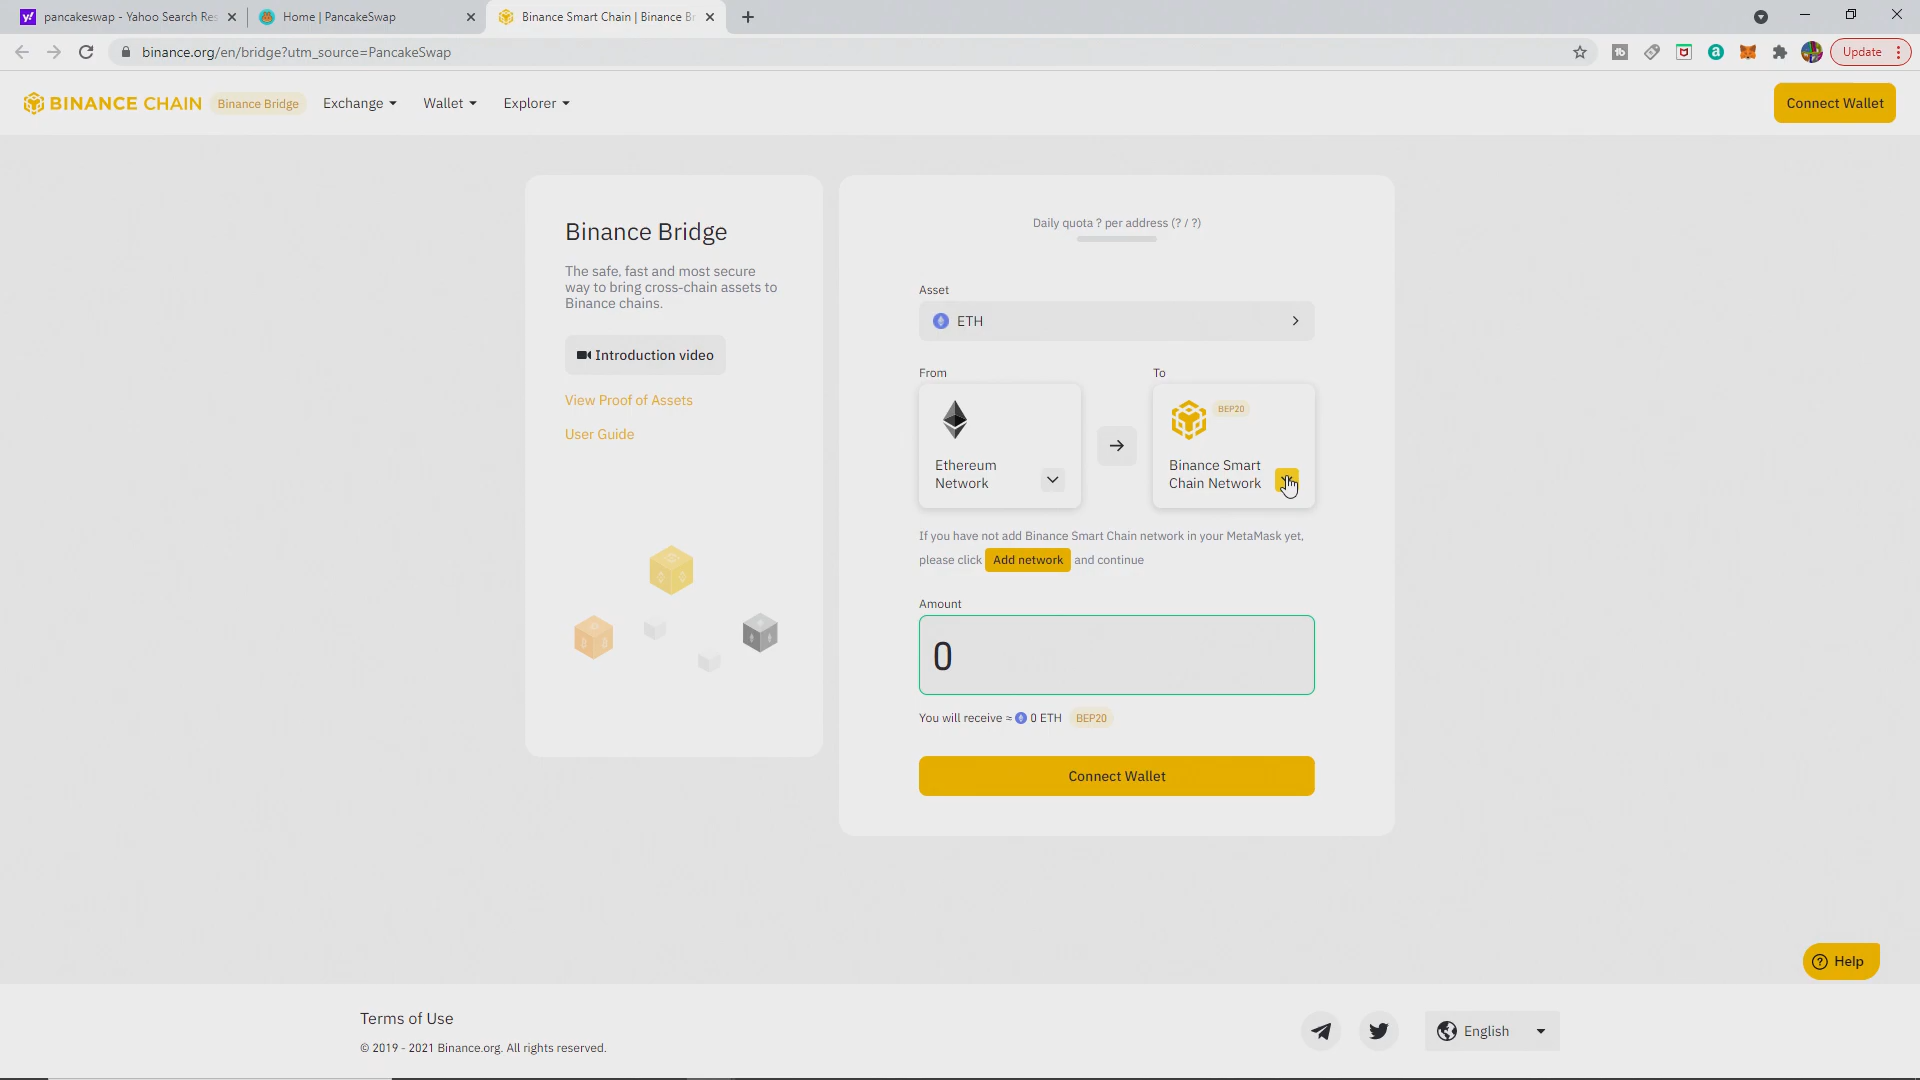 pancakeswap - Yahoo Search Res
Home | PancakeSwap
Binance Smart Chain | Binance Br
binance.org/en/bridge?utm_source=PancakeSwap
Update
BINANCE CHAIN
Binance Bridge
Exchange
Wallet
Explorer
Connect Wallet
Binance Bridge
The safe, fast and most secure
way to bring cross-chain assets to
Binance chains.
Introduction video
View Proof of Assets
User Guide
Daily quota ? per address (? / ?)
Asset
ETH
From
To
BEP20
Ethereum
Network
Binance Smart
Chain Network
If you have not add Binance Smart Chain network in your MetaMask yet,
please click Add network and continue
Amount
0
You will receive ≈ 0 ETH BEP20
Connect Wallet
Help
Terms of Use
© 2019 - 2021 Binance.org. All rights reserved.
English